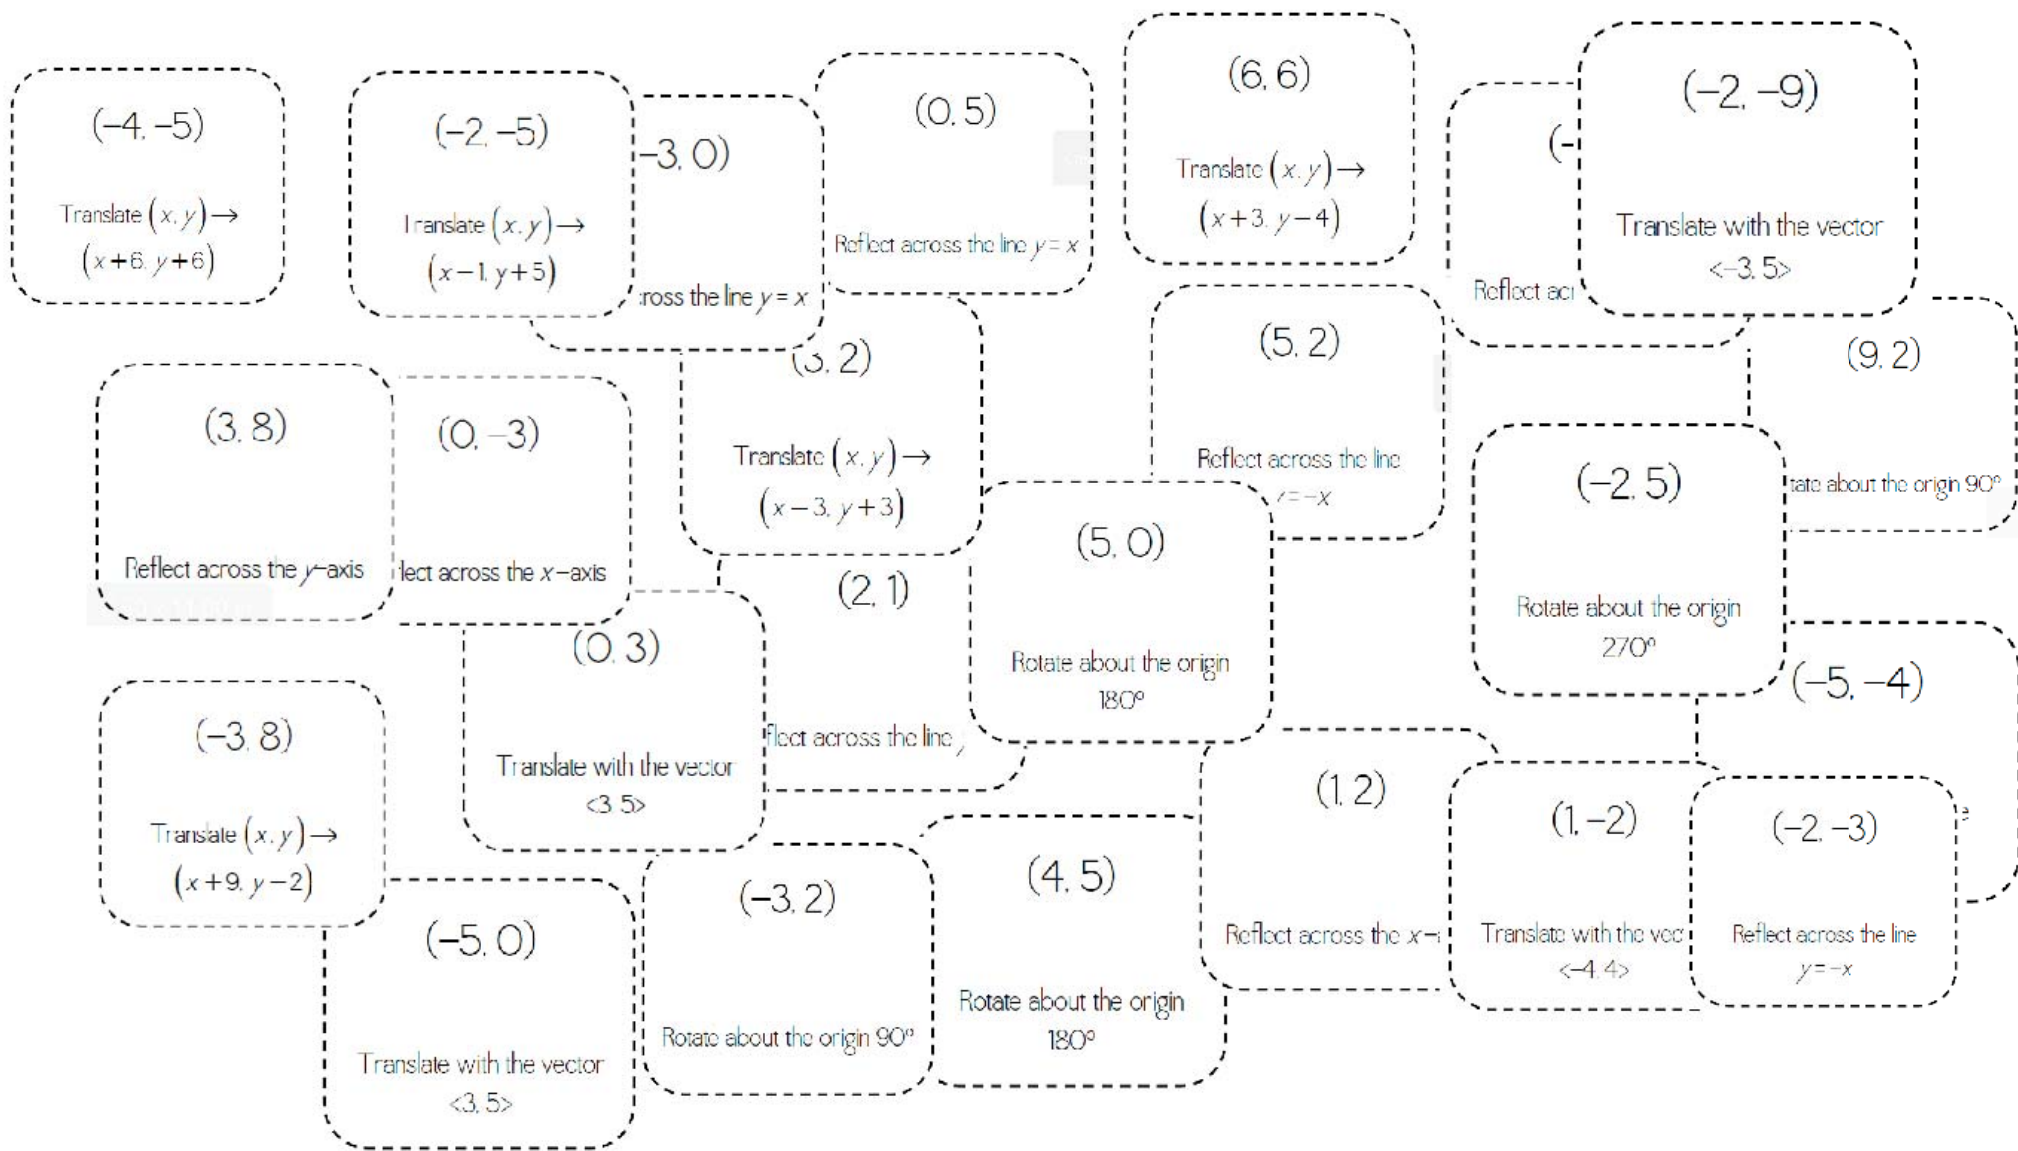 (-4, -5)
Translate (x, y)→
(x+6, y+6)
(-2, -5)
Translate (x, y)→
(x-1, y+5)
-3, 0)
ross the line y = x
(0, 5)
Reflect across the line y = x
(6, 6)
Translate (x, y)→
(x+3, y-4)
(-
Reflect
(-2, -9)
Translate with the vector
<-3, 5>
(3, 8)
Reflect across the y-axis
(0, -3)
lect across the x-axis
(3, 2)
Translate (x, y)→
(x-3, y+3)
(5, 2)
Reflect across the line
y=-x
(9, 2)
tate about the origin 90°
(-2, 5)
Rotate about the origin
270°
(5, 0)
Rotate about the origin
180°
(2, 1)
flect across the line
(0, 3)
Translate with the vector
<3, 5>
(-5, -4)
e
(-3, 8)
Translate (x, y)→
(x+9, y-2)
(-5, 0)
Translate with the vector
<3, 5>
(-3, 2)
Rotate about the origin 90°
(4, 5)
Rotate about the origin
180°
(1, 2)
Reflect across the x-
(1, -2)
Translate with the vec
<-4, 4>
(-2, -3)
Reflect across the line
y=-x